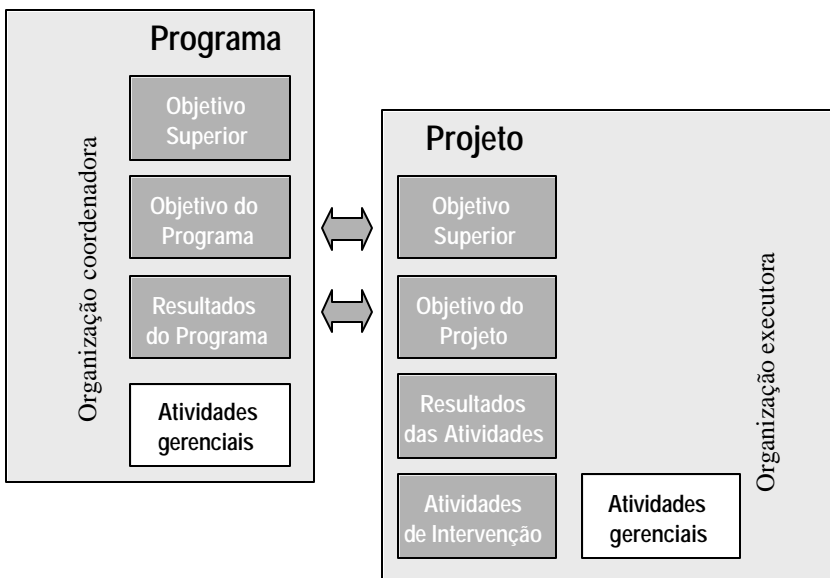 Programa
Organização coordenadora
Objetivo
Superior
Objetivo do
Programa
Resultados
do Programa
Atividades
gerenciais
Projeto
Objetivo
Superior
Objetivo do
Projeto
Resultados
das Atividades
Atividades
de Intervenção
Atividades
gerenciais
Organização executora